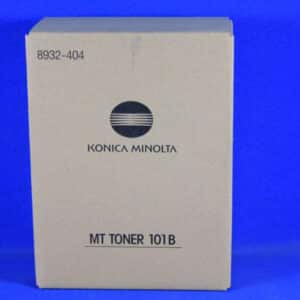 8932-404
KONICA MINOLTA
MT TONER 101B